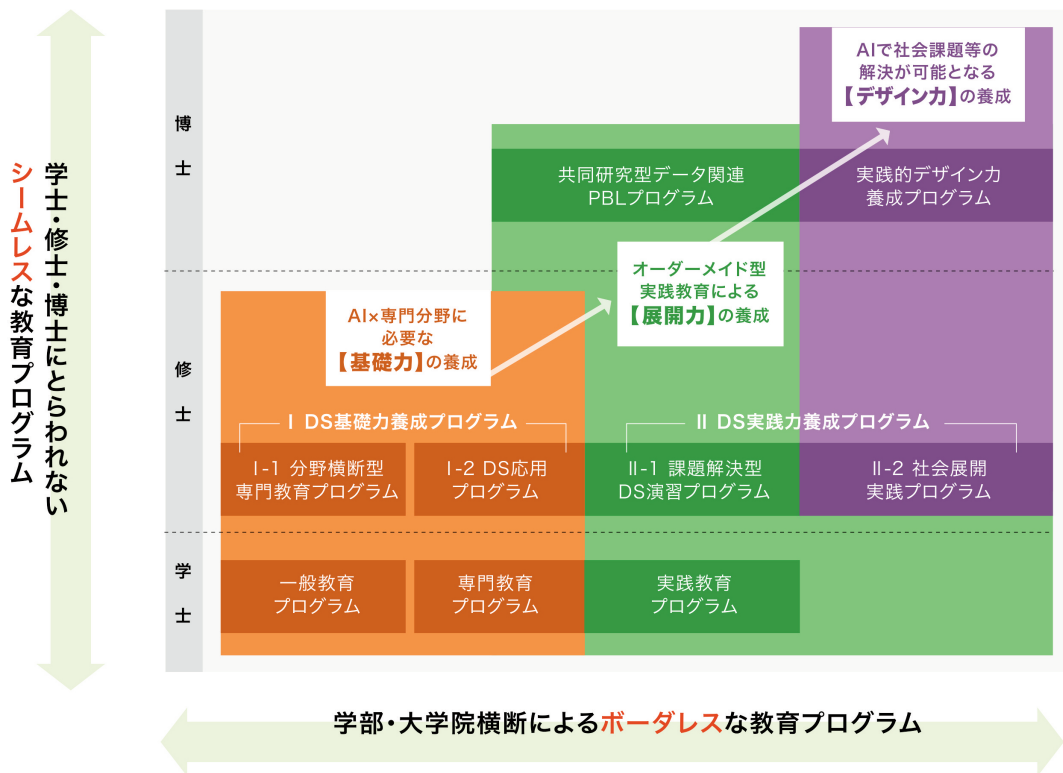 学士・修士・博士にとらわれない
シームレスな教育プログラム
博士
修士
学士
AIで社会課題等の
解決が可能となる
【デザイン力】の養成
共同研究型データ関連
PBLプログラム
実践的デザイン力
養成プログラム
オーダーメイド型
実践教育による
【展開力】の養成
AI×専門分野に
必要な
【基礎力】の養成
I DS基礎力養成プログラム
II DS実践力養成プログラム
I-1 分野横断型
専門教育プログラム
I-2 DS応用
プログラム
II-1 課題解決型
DS演習プログラム
II-2 社会展開
実践プログラム
一般教育
プログラム
専門教育
プログラム
実践教育
プログラム
学部・大学院横断によるボーダレスな教育プログラム